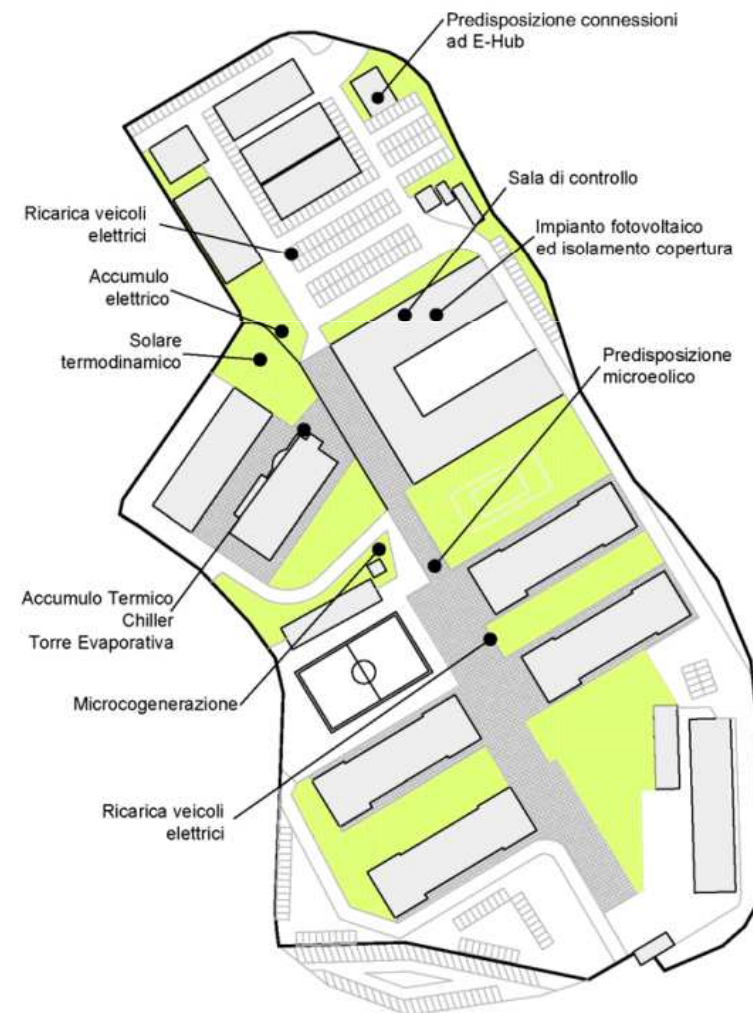 Predisposizione connessioni
ad E-Hub
Sala di controllo
Ricarica veicoli
elettrici
Impianto fotovoltaico
ed isolamento copertura
Accumulo
elettrico
Solare
termodinamico
Predisposizione
microeolico
Accumulo Termico
Chiller
Torre Evaporativa
Microcogenerazione
Ricarica veicoli
elettrici